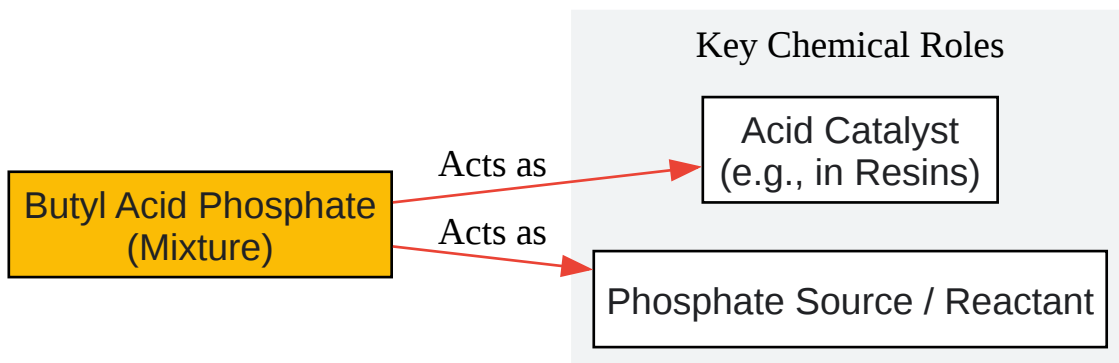 Key Chemical Roles
Acid Catalyst
(e.g., in Resins)
Acts as
Butyl Acid Phosphate
(Mixture)
Acts as
Phosphate Source / Reactant